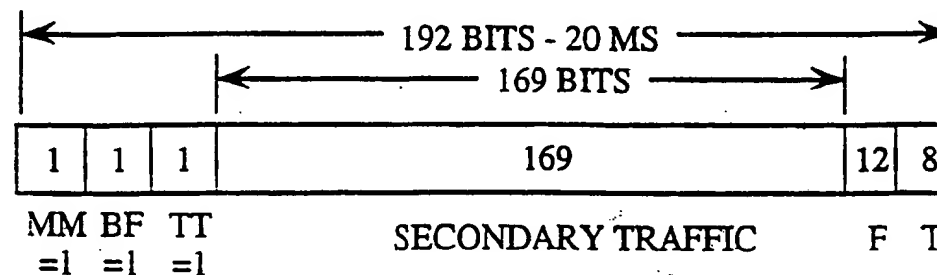 192 BITS - 20 MS
169 BITS
1 1 1 169 12 8
MM BF TT SECONDARY TRAFFIC F T
=1 =1 =1